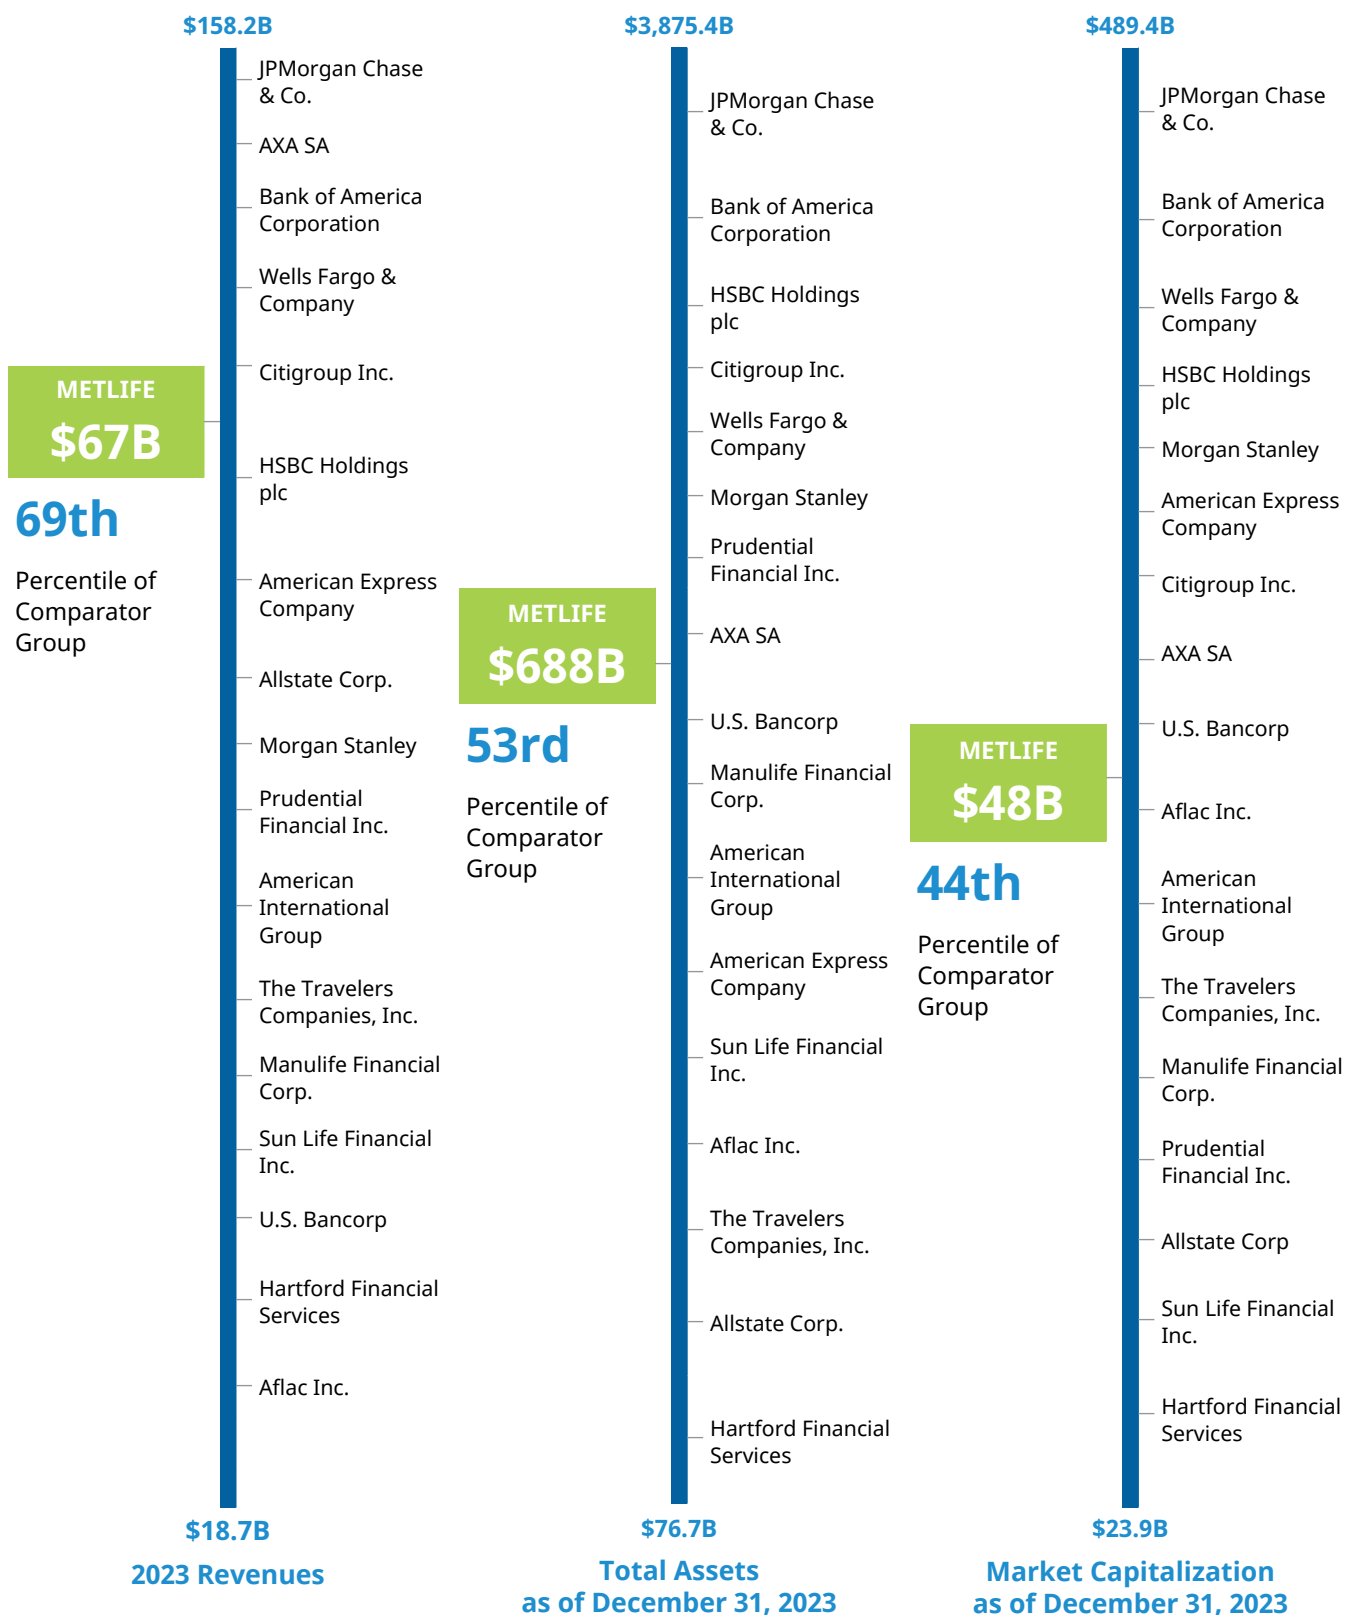 $158.2B
JPMorgan Chase
& Co.
AXA SA
Bank of America
Corporation
Wells Fargo &
Company
Citigroup Inc.
METLIFE
$67B
69th
Percentile of
Comparator
Group
HSBC Holdings
plc
American Express
Company
Allstate Corp.
Morgan Stanley
Prudential
Financial Inc.
American
International
Group
The Travelers
Companies, Inc.
Manulife Financial
Corp.
Sun Life Financial
Inc.
U.S. Bancorp
Hartford Financial
Services
Aflac Inc.
$18.7B
2023 Revenues
$3,875.4B
JPMorgan Chase
& Co.
Bank of America
Corporation
HSBC Holdings
plc
Citigroup Inc.
Wells Fargo &
Company
Morgan Stanley
Prudential
Financial Inc.
METLIFE
$688B
53rd
Percentile of
Comparator
Group
AXA SA
U.S. Bancorp
Manulife Financial
Corp.
American
International
Group
American Express
Company
Sun Life Financial
Inc.
Aflac Inc.
The Travelers
Companies, Inc.
Allstate Corp.
Hartford Financial
Services
$76.7B
Total Assets
as of December 31, 2023
$489.4B
JPMorgan Chase
& Co.
Bank of America
Corporation
Wells Fargo &
Company
HSBC Holdings
plc
Morgan Stanley
American Express
Company
Citigroup Inc.
AXA SA
U.S. Bancorp
METLIFE
$48B
44th
Percentile of
Comparator
Group
Aflac Inc.
American
International
Group
The Travelers
Companies, Inc.
Manulife Financial
Corp.
Prudential
Financial Inc.
Allstate Corp
Sun Life Financial
Inc.
Hartford Financial
Services
$23.9B
Market Capitalization
as of December 31, 2023